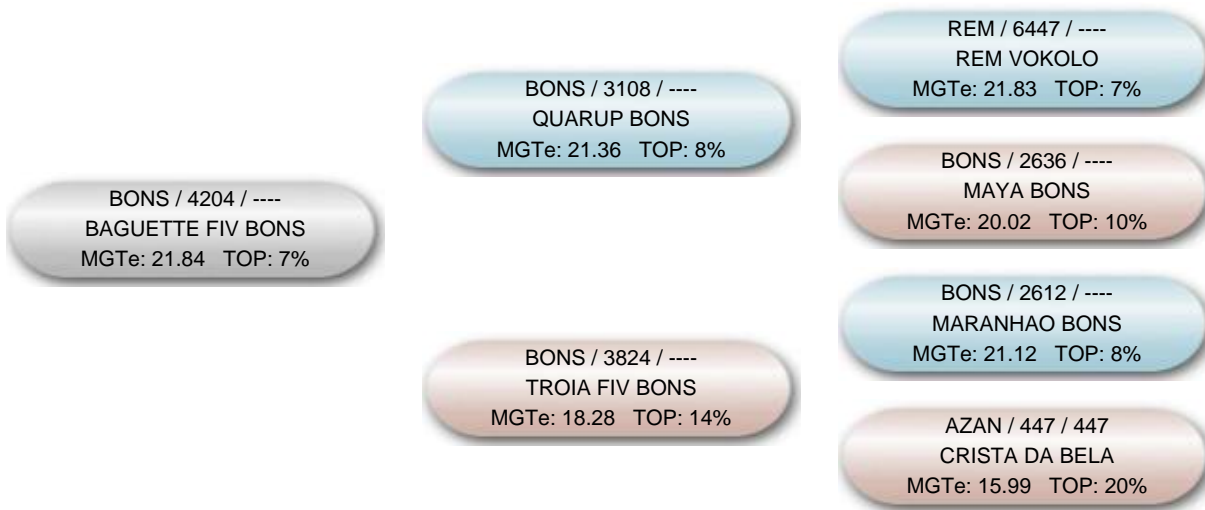 BONS / 4204 / ----
BAGUETTE FIV BONS
MGTe: 21.84 TOP: 7%
BONS / 3108 / ----
QUARUP BONS
MGTe: 21.36 TOP: 8%
BONS / 3824 / ----
TROIA FIV BONS
MGTe: 18.28 TOP: 14%
REM / 6447 / ----
REM VOKOLO
MGTe: 21.83 TOP: 7%
BONS / 2636 / ----
MAYA BONS
MGTe: 20.02 TOP: 10%
BONS / 2612 / ----
MARANHAO BONS
MGTe: 21.12 TOP: 8%
AZAN / 447 / 447
CRISTA DA BELA
MGTe: 15.99 TOP: 20%